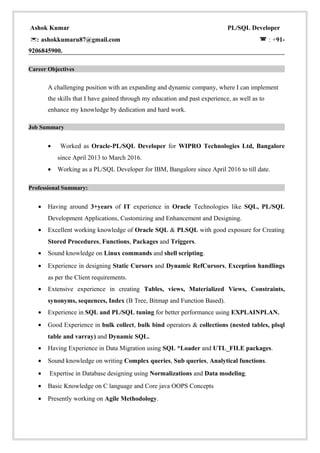 Ashok Kumar PL/SQL Developer
✉: ashokkumaru87@gmail.com ☎ : +91-
9206845900.
Career Objectives
A challenging position with an expanding and dynamic company, where I can implement
the skills that I have gained through my education and past experience, as well as to
enhance my knowledge by dedication and hard work.
Job Summary
• Worked as Oracle-PL/SQL Developer for WIPRO Technologies Ltd, Bangalore
since April 2013 to March 2016.
• Working as a PL/SQL Developer for IBM, Bangalore since April 2016 to till date.
Professional Summary:
• Having around 3+years of IT experience in Oracle Technologies like SQL, PL/SQL
Development Applications, Customizing and Enhancement and Designing.
• Excellent working knowledge of Oracle SQL & PLSQL with good exposure for Creating
Stored Procedures, Functions, Packages and Triggers.
• Sound knowledge on Linux commands and shell scripting.
• Experience in designing Static Cursors and Dynamic RefCursors, Exception handlings
as per the Client requirements.
• Extensive experience in creating Tables, views, Materialized Views, Constraints,
synonyms, sequences, Index (B Tree, Bitmap and Function Based).
• Experience in SQL and PL/SQL tuning for better performance using EXPLAINPLAN.
• Good Experience in bulk collect, bulk bind operators & collections (nested tables, plsql
table and varray) and Dynamic SQL.
• Having Experience in Data Migration using SQL *Loader and UTL_FILE packages.
• Sound knowledge on writing Complex queries, Sub queries, Analytical functions.
• Expertise in Database designing using Normalizations and Data modeling.
• Basic Knowledge on C language and Core java OOPS Concepts
• Presently working on Agile Methodology.